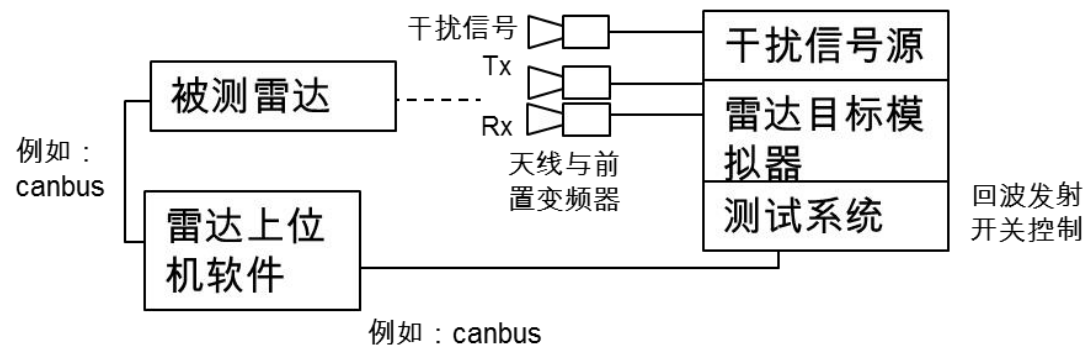 干扰信号
干扰信号源
Tx
被测雷达
雷达目标模
拟器
Rx
例如：
canbus
天线与前
置变频器
回波发射
开关控制
测试系统
雷达上位
机软件
例如：canbus